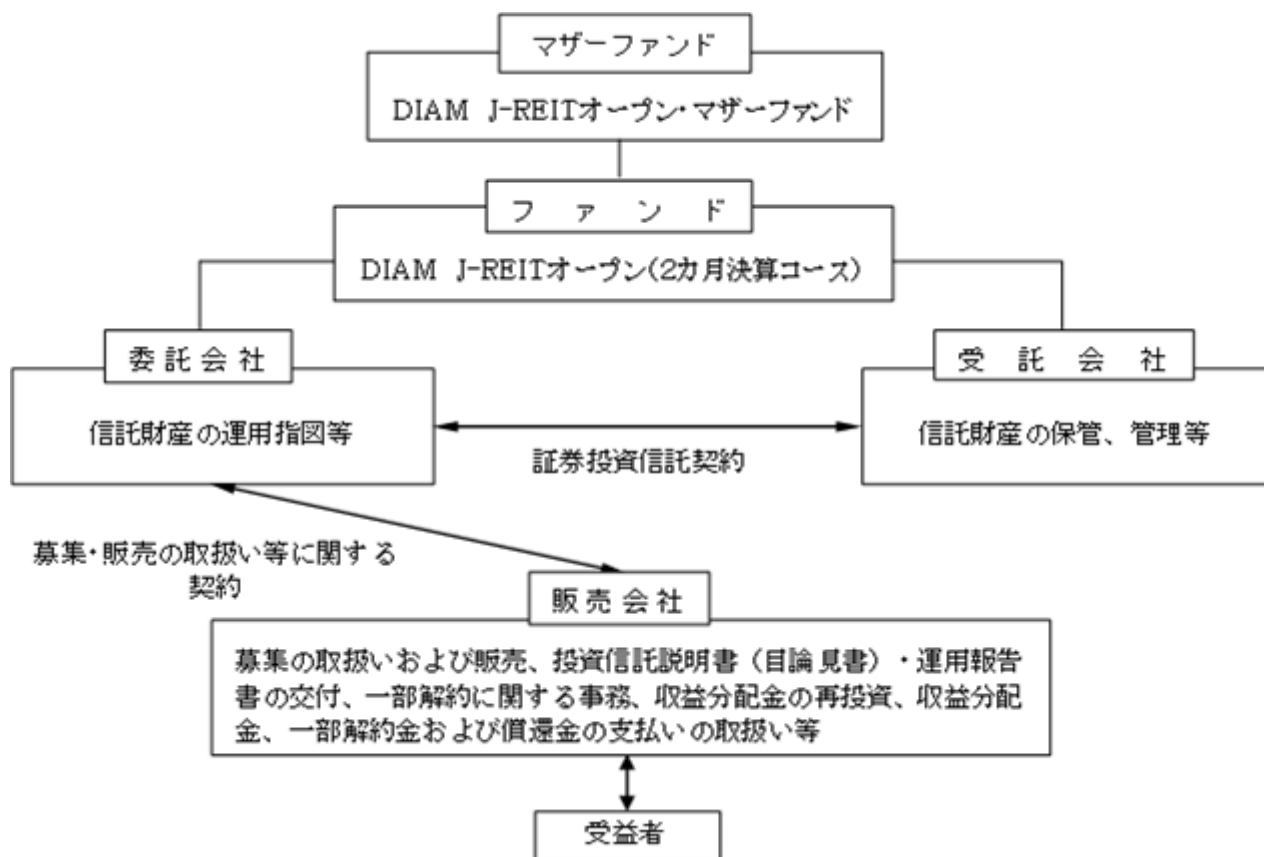 マザーファンド
DIAM J-REITオープン・マザーファンド
ファンド
DIAM J-REITオープン(2カ月決算コース)
委託会社
受託会社
信託財産の運用指図等
信託財産の保管、管理等
証券投資信託契約
募集・販売の取扱い等に関する
契約
販売会社
募集の取扱いおよび販売、投資信託説明書（目論見書）・運用報告
書の交付、一部解約に関する事務、収益分配金の再投資、収益分配
金、一部解約金および償還金の支払いの取扱い等
受益者